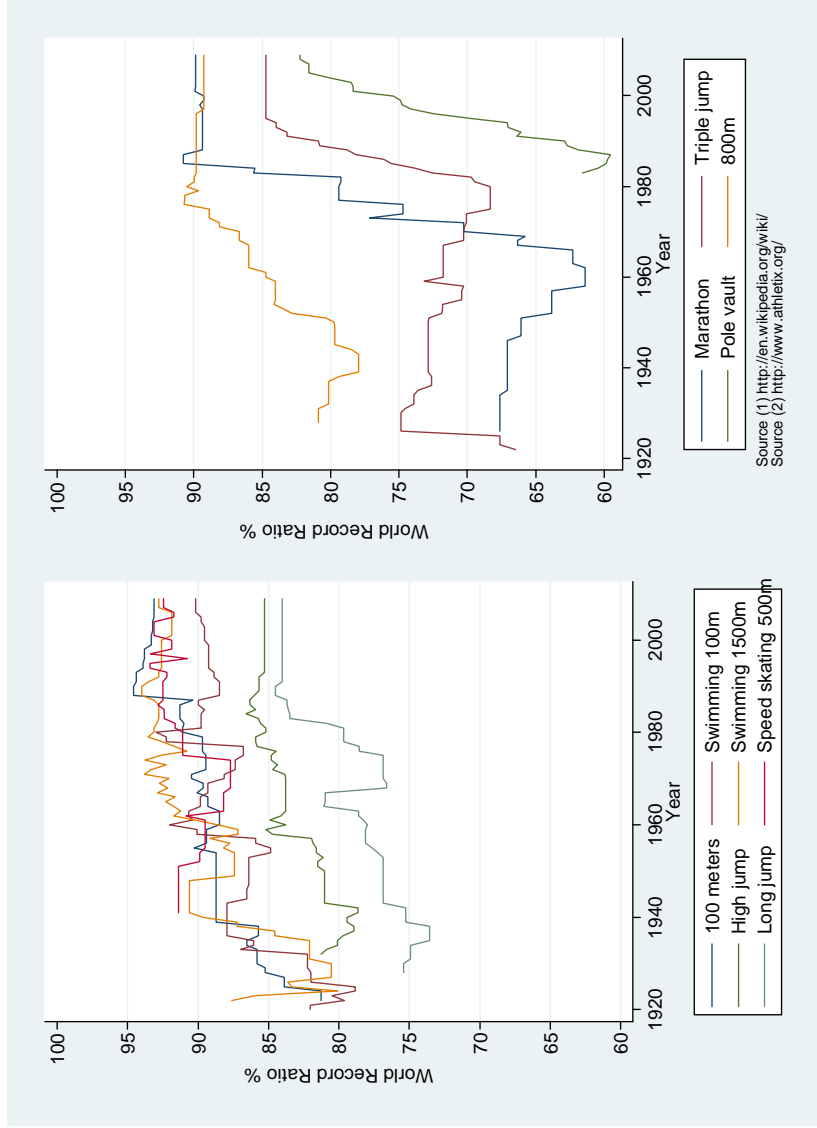 100
95
90
85
80
75
70
65
60
World Record Ratio %
1920
1940
1960
1980
2000
Year
100 meters
Swimming 100m
High jump
Swimming 1500m
Long jump
Speed skating 500m
100
95
90
85
80
75
70
65
60
World Record Ratio %
1920
1940
1960
1980
2000
Year
Marathon
Triple jump
Pole vault
800m
Source (1) http://en.wikipedia.org/wiki/
Source (2) http://www.athletix.org/